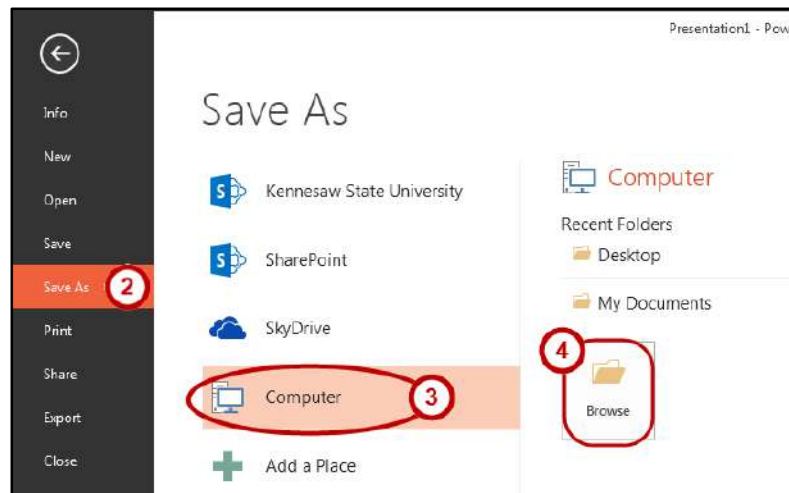 Presentation1 - Pow
Info
New
Open
Save
Save As
2
Print
Share
Export
Close
Save As
Kennesaw State University
SharePoint
SkyDrive
Computer
3
Add a Place
Computer
Recent Folders
Desktop
My Documents
4
Browse